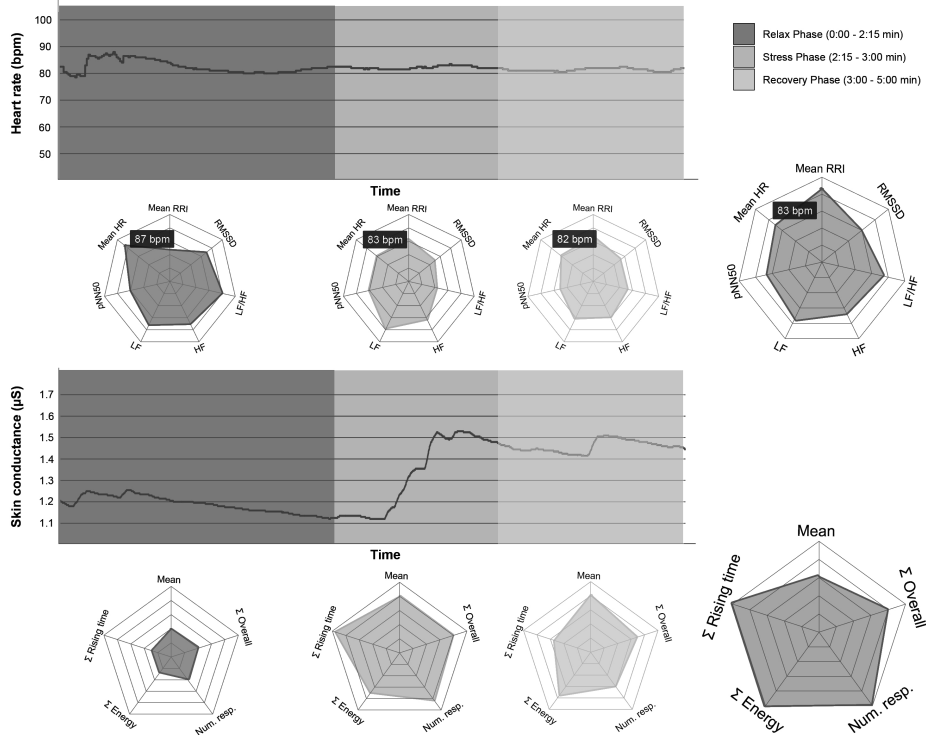 100
90
80
70
60
50
Heart rate (bpm)
Time
Relax Phase (0:00 - 2:15 min)
Stress Phase (2:15 - 3:00 min)
Recovery Phase (3:00 - 5:00 min)
Mean RRI
RMSSD
LF/HF
HF
LF
pNN50
Mean HR
87 bpm
Mean RRI
RMSSD
LF/HF
HF
LF
pNN50
Mean HR
83 bpm
Mean RRI
RMSSD
LF/HF
HF
LF
pNN50
Mean HR
82 bpm
Mean RRI
RMSSD
LF/HF
HF
LF
pNN50
Mean HR
83 bpm
1.7
1.6
1.5
1.4
1.3
1.2
1.1
Skin conductance (µS)
Time
Mean
Σ Overall
Num. resp.
Σ Energy
Σ Rising time
Mean
Σ Overall
Num. resp.
Σ Energy
Σ Rising time
Mean
Σ Overall
Num. resp.
Σ Energy
Σ Rising time
Mean
Σ Overall
Num. resp.
Σ Energy
Σ Rising time